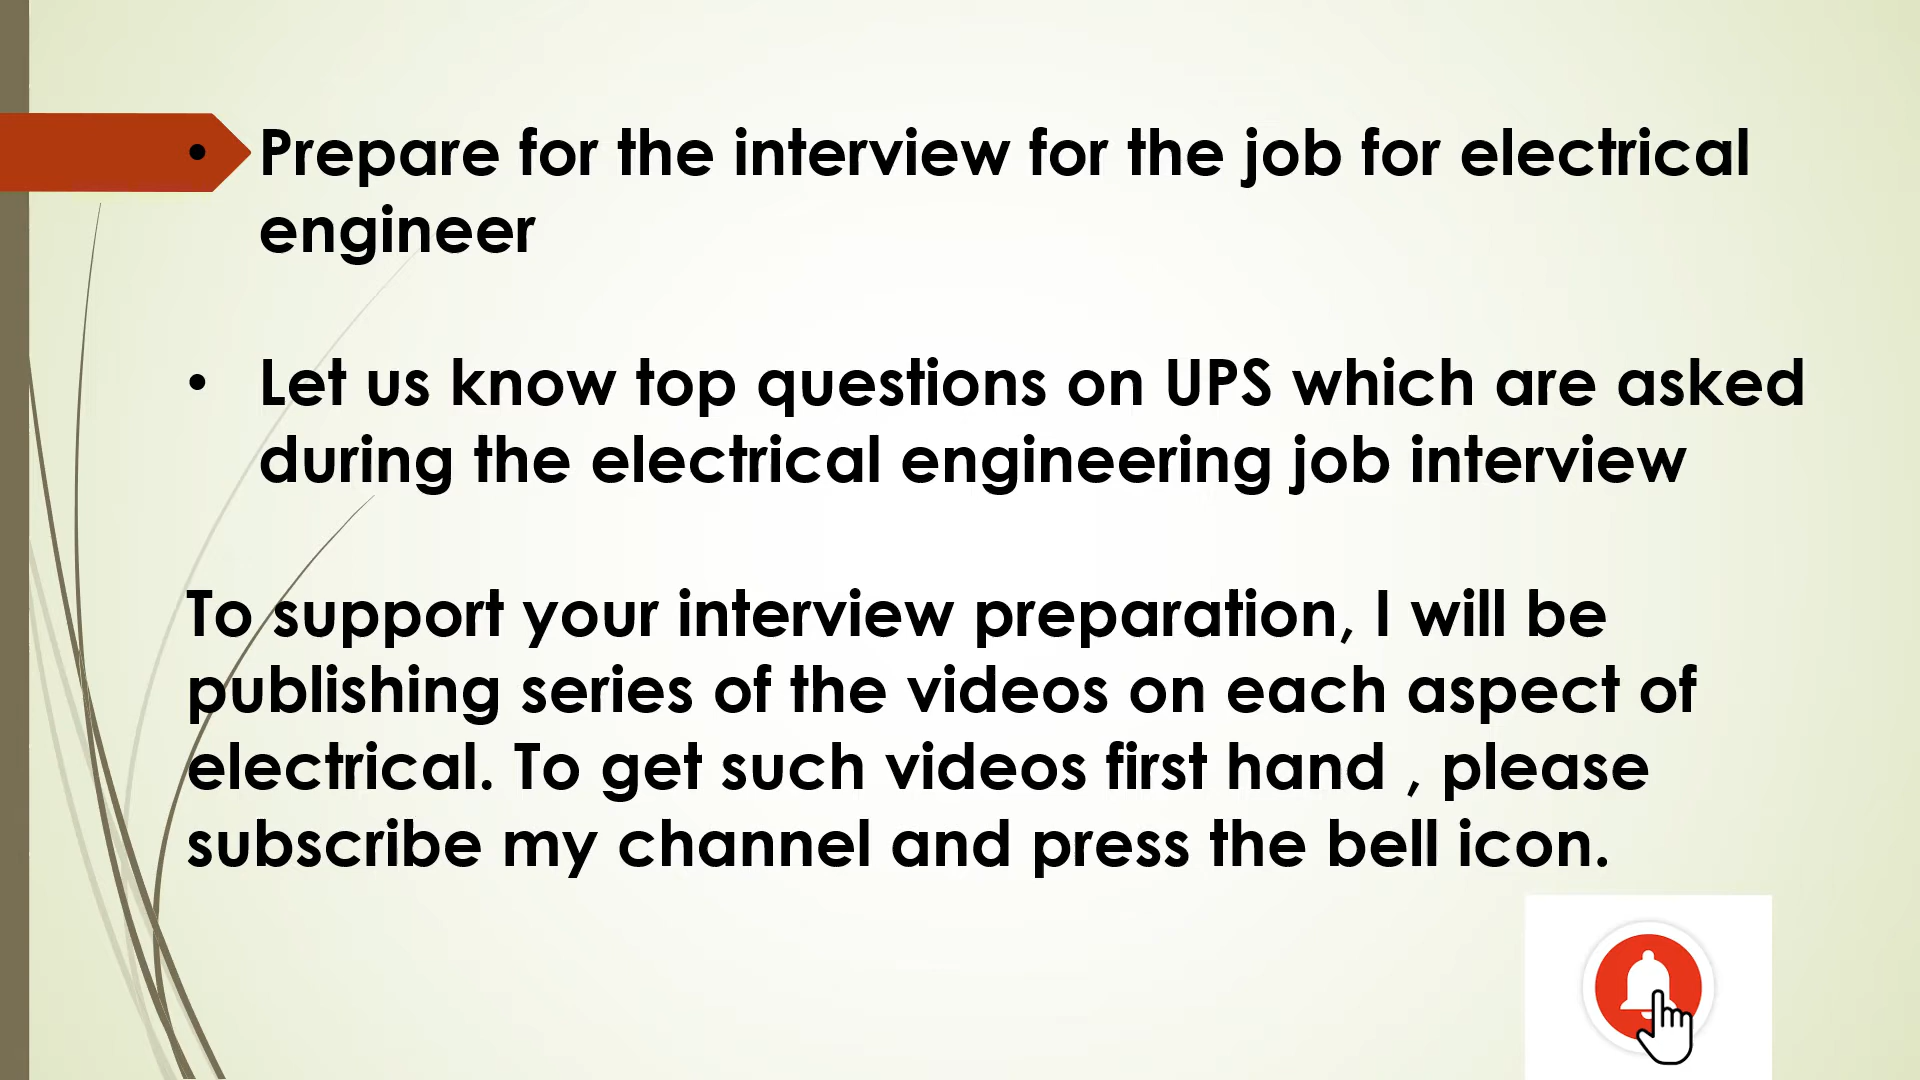 • Prepare for the interview for the job for electrical
engineer
• Let us know top questions on UPS which are asked
during the electrical engineering job interview
To support your interview preparation, I will be
publishing series of the videos on each aspect of
electrical. To get such videos first hand , please
subscribe my channel and press the bell icon.